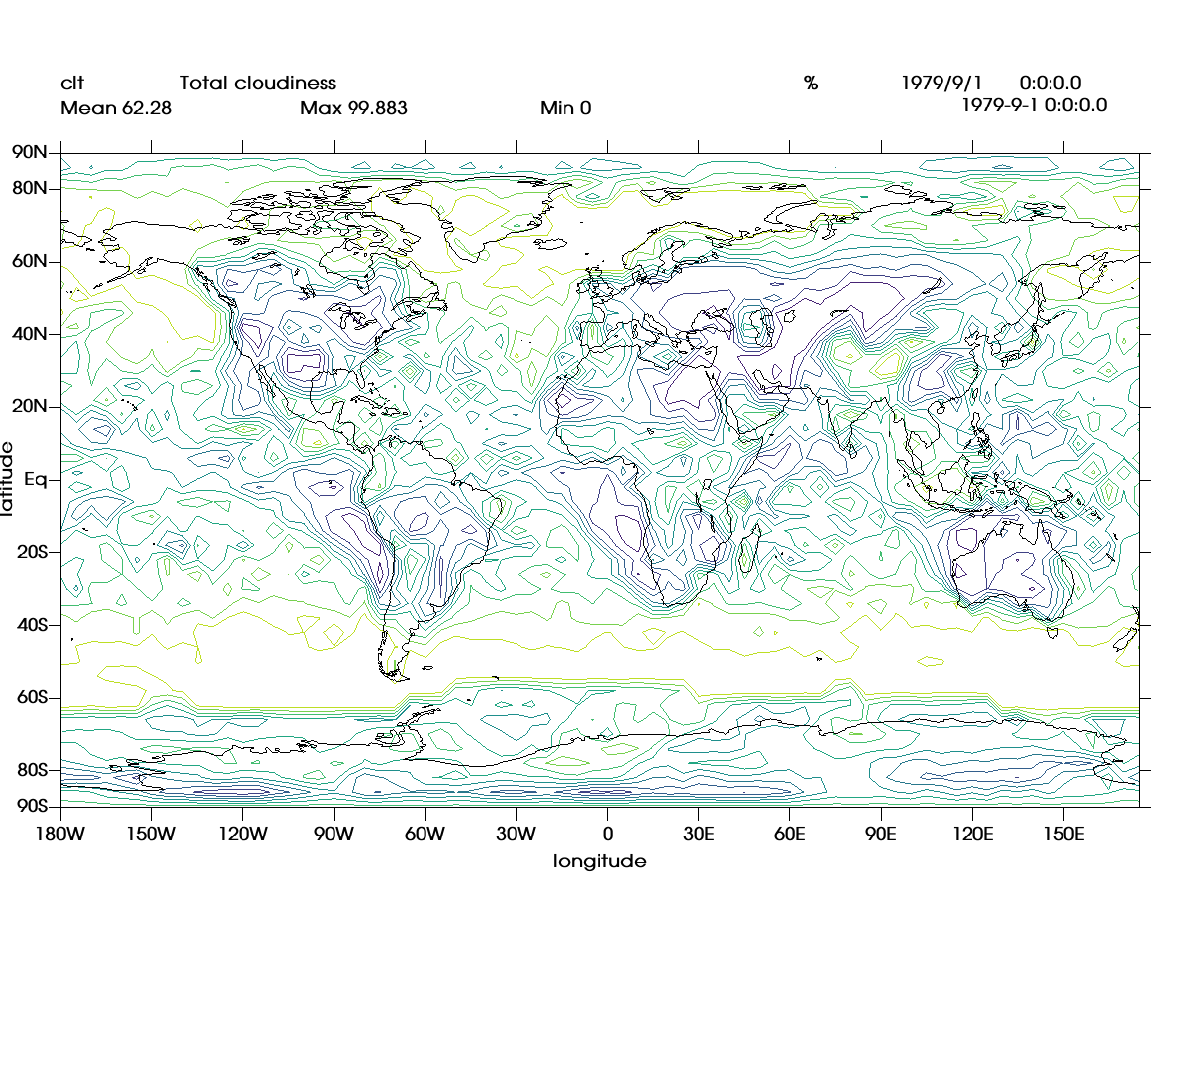 clt Total cloudiness % 1979/9/1 0:0:0.0
Mean 62.28 Max 99.883 Min 0 1979-9-1 0:0:0.0
90N
80N
60N
40N
20N
Eq
20S
40S
60S
80S
90S
latitude
180W 150W 120W 90W 60W 30W 0 30E 60E 90E 120E 150E
longitude